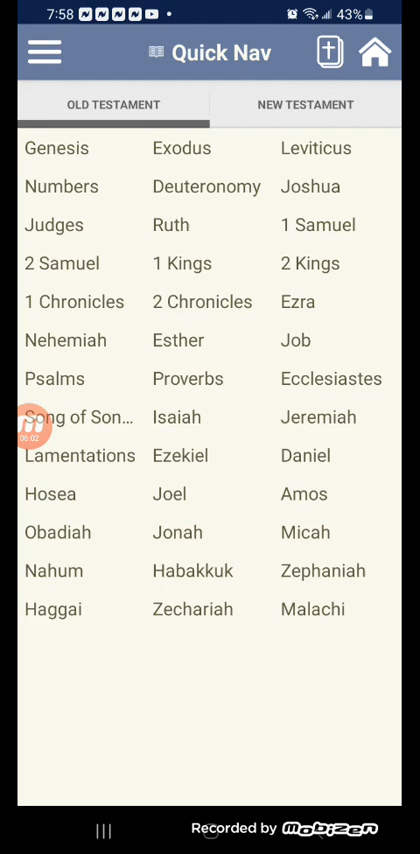 7:58 43%
Quick Nav
OLD TESTAMENT NEW TESTAMENT
Genesis Exodus Leviticus
Numbers Deuteronomy Joshua
Judges Ruth 1 Samuel
2 Samuel 1 Kings 2 Kings
1 Chronicles 2 Chronicles Ezra
Nehemiah Esther Job
Psalms Proverbs Ecclesiastes
Song of Son... Isaiah Jeremiah
06:02
Lamentations Ezekiel Daniel
Hosea Joel Amos
Obadiah Jonah Micah
Nahum Habakkuk Zephaniah
Haggai Zechariah Malachi
Recorded by mobizen